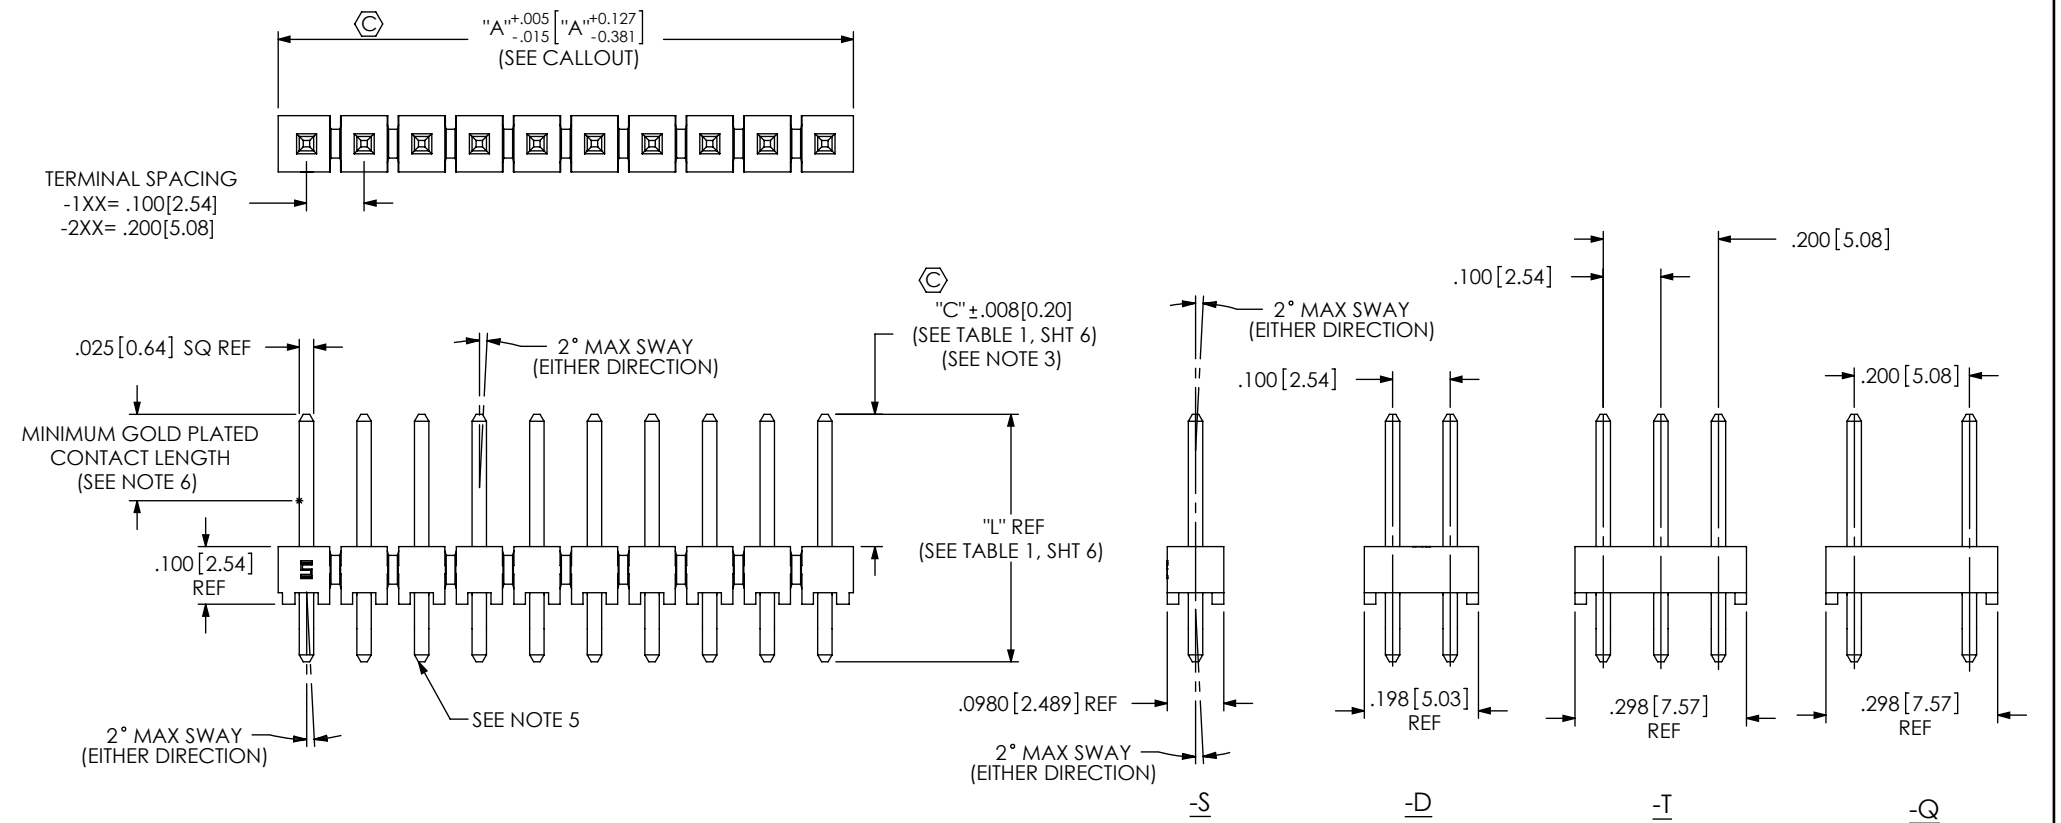 C
"A" +.005 -.015 ["A" +0.127 -0.381]
(SEE CALLOUT)
TERMINAL SPACING
-1XX= .100[2.54]
-2XX= .200[5.08]
.025[0.64] SQ REF
2° MAX SWAY
(EITHER DIRECTION)
C
"C"±.008[0.20]
(SEE TABLE 1, SHT 6)
(SEE NOTE 3)
MINIMUM GOLD PLATED
CONTACT LENGTH
(SEE NOTE 6)
*
.100[2.54]
REF
"L" REF
(SEE TABLE 1, SHT 6)
2° MAX SWAY
(EITHER DIRECTION)
SEE NOTE 5
2° MAX SWAY
(EITHER DIRECTION)
.0980[2.489] REF
2° MAX SWAY
(EITHER DIRECTION)
-S
.100[2.54]
.198[5.03]
REF
-D
.200[5.08]
.100[2.54]
.298[7.57]
REF
-T
.200[5.08]
.298[7.57]
REF
-Q